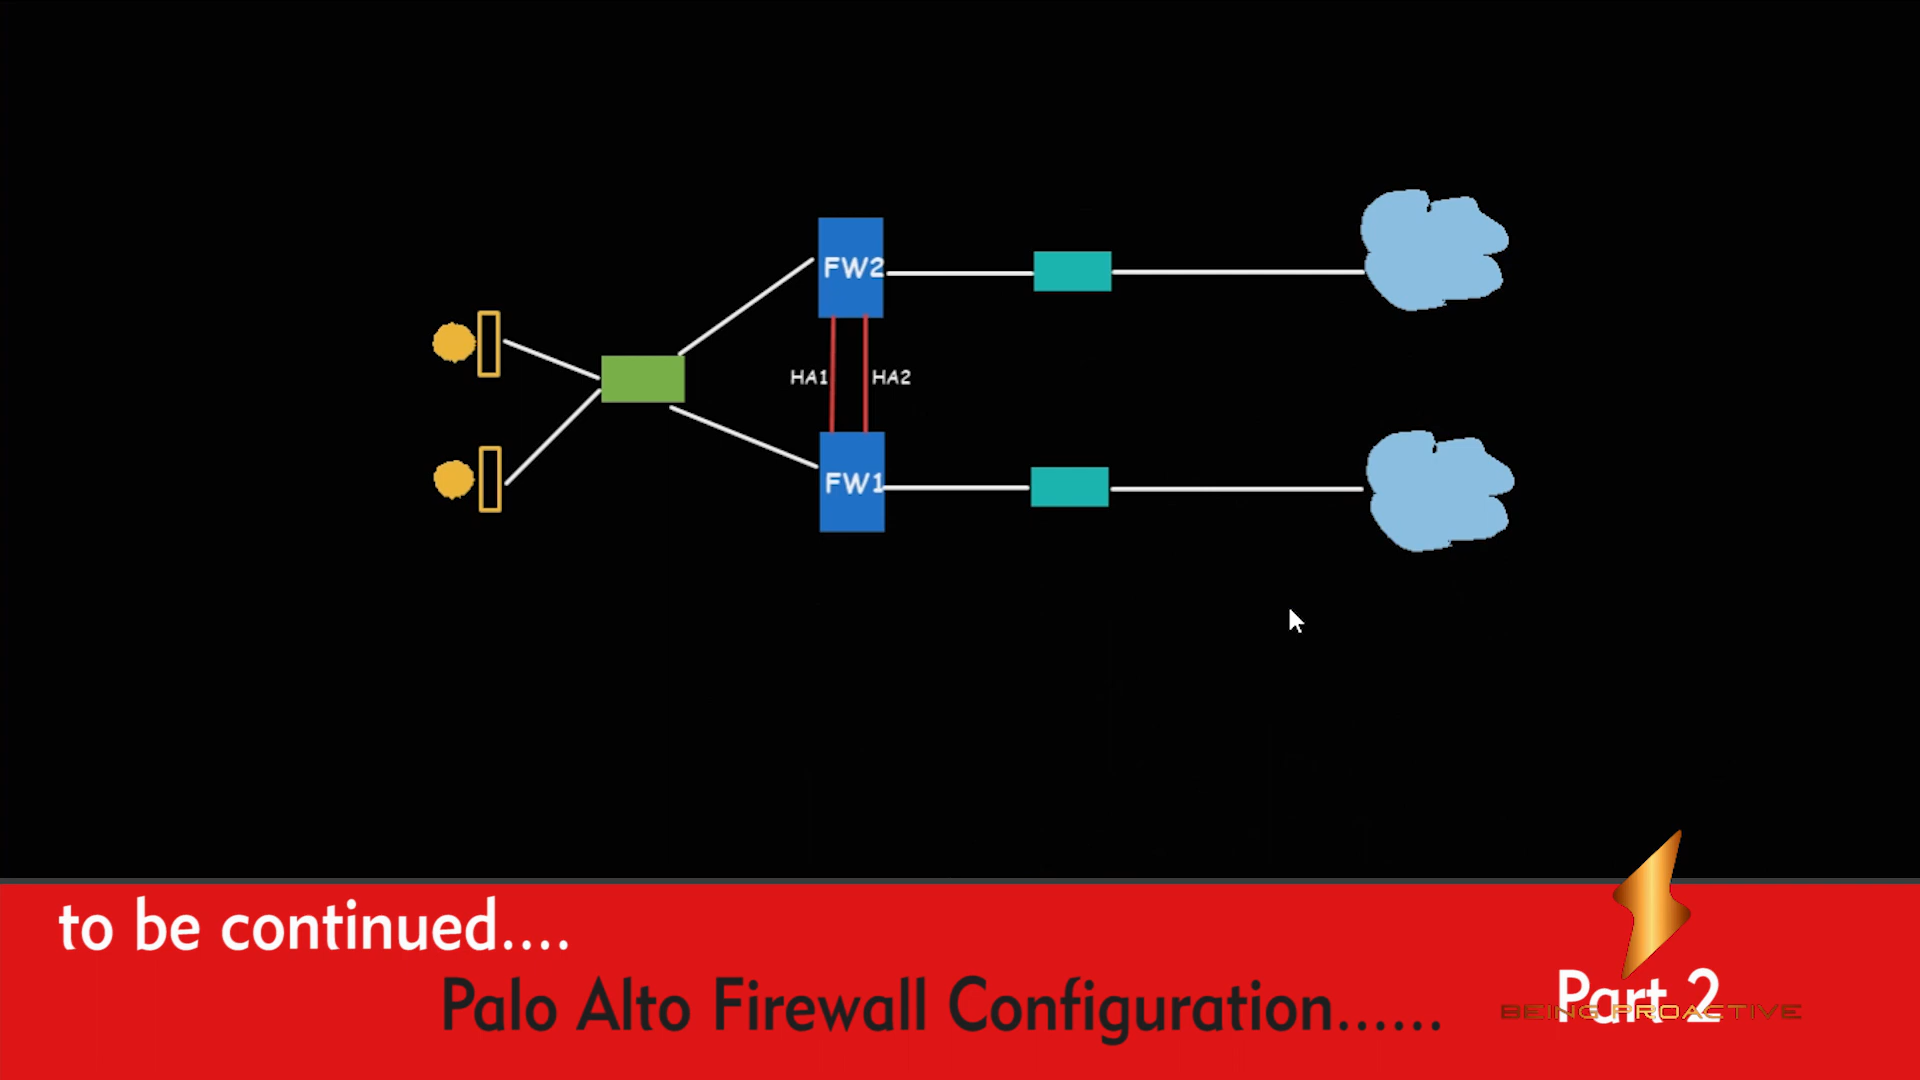 FW2
HA1 HA2
FW1
to be continued....
Palo Alto Firewall Configuration......
Part 2
BEING PROACTIVE